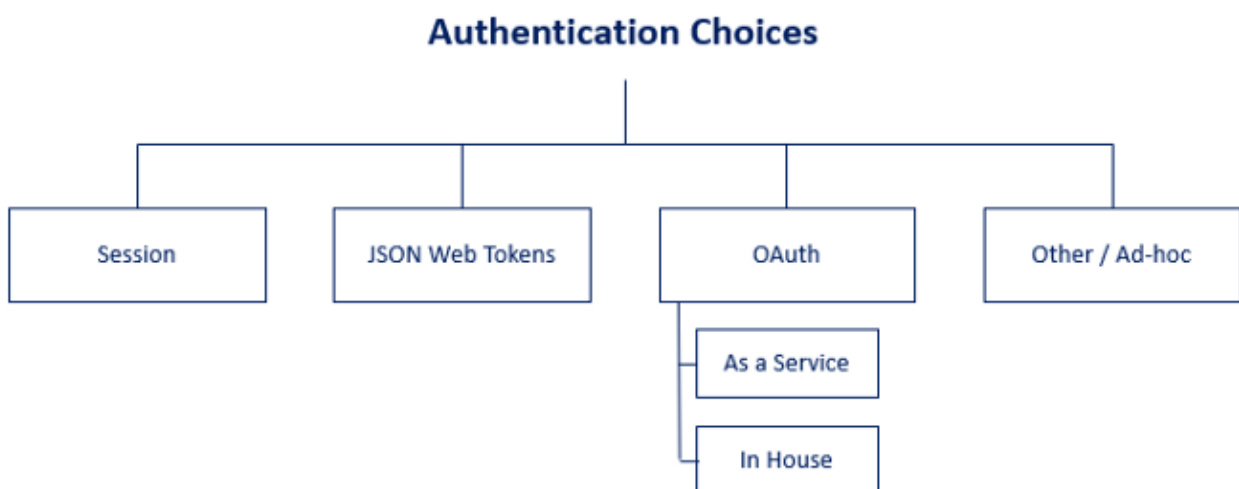 Authentication Choices
Session
JSON Web Tokens
OAuth
Other / Ad-hoc
As a Service
In House